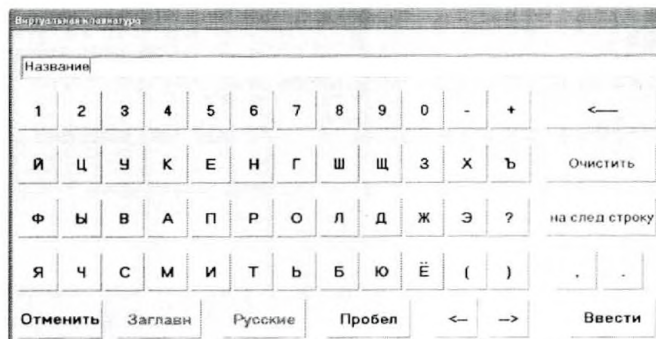 Виртуальная клавиатура
Название
1 2 3 4 5 6 7 8 9 0 - + <—
Й Ц У К Е Н Г Ш Щ З Х Ъ Очистить
Ф Ы В А П Р О Л Д Ж Э ? на след строку
Я Ч С М И Т Ь Б Ю Ё ( ) , .
Отменить Заглавн Русские Пробел <-- --> Ввести